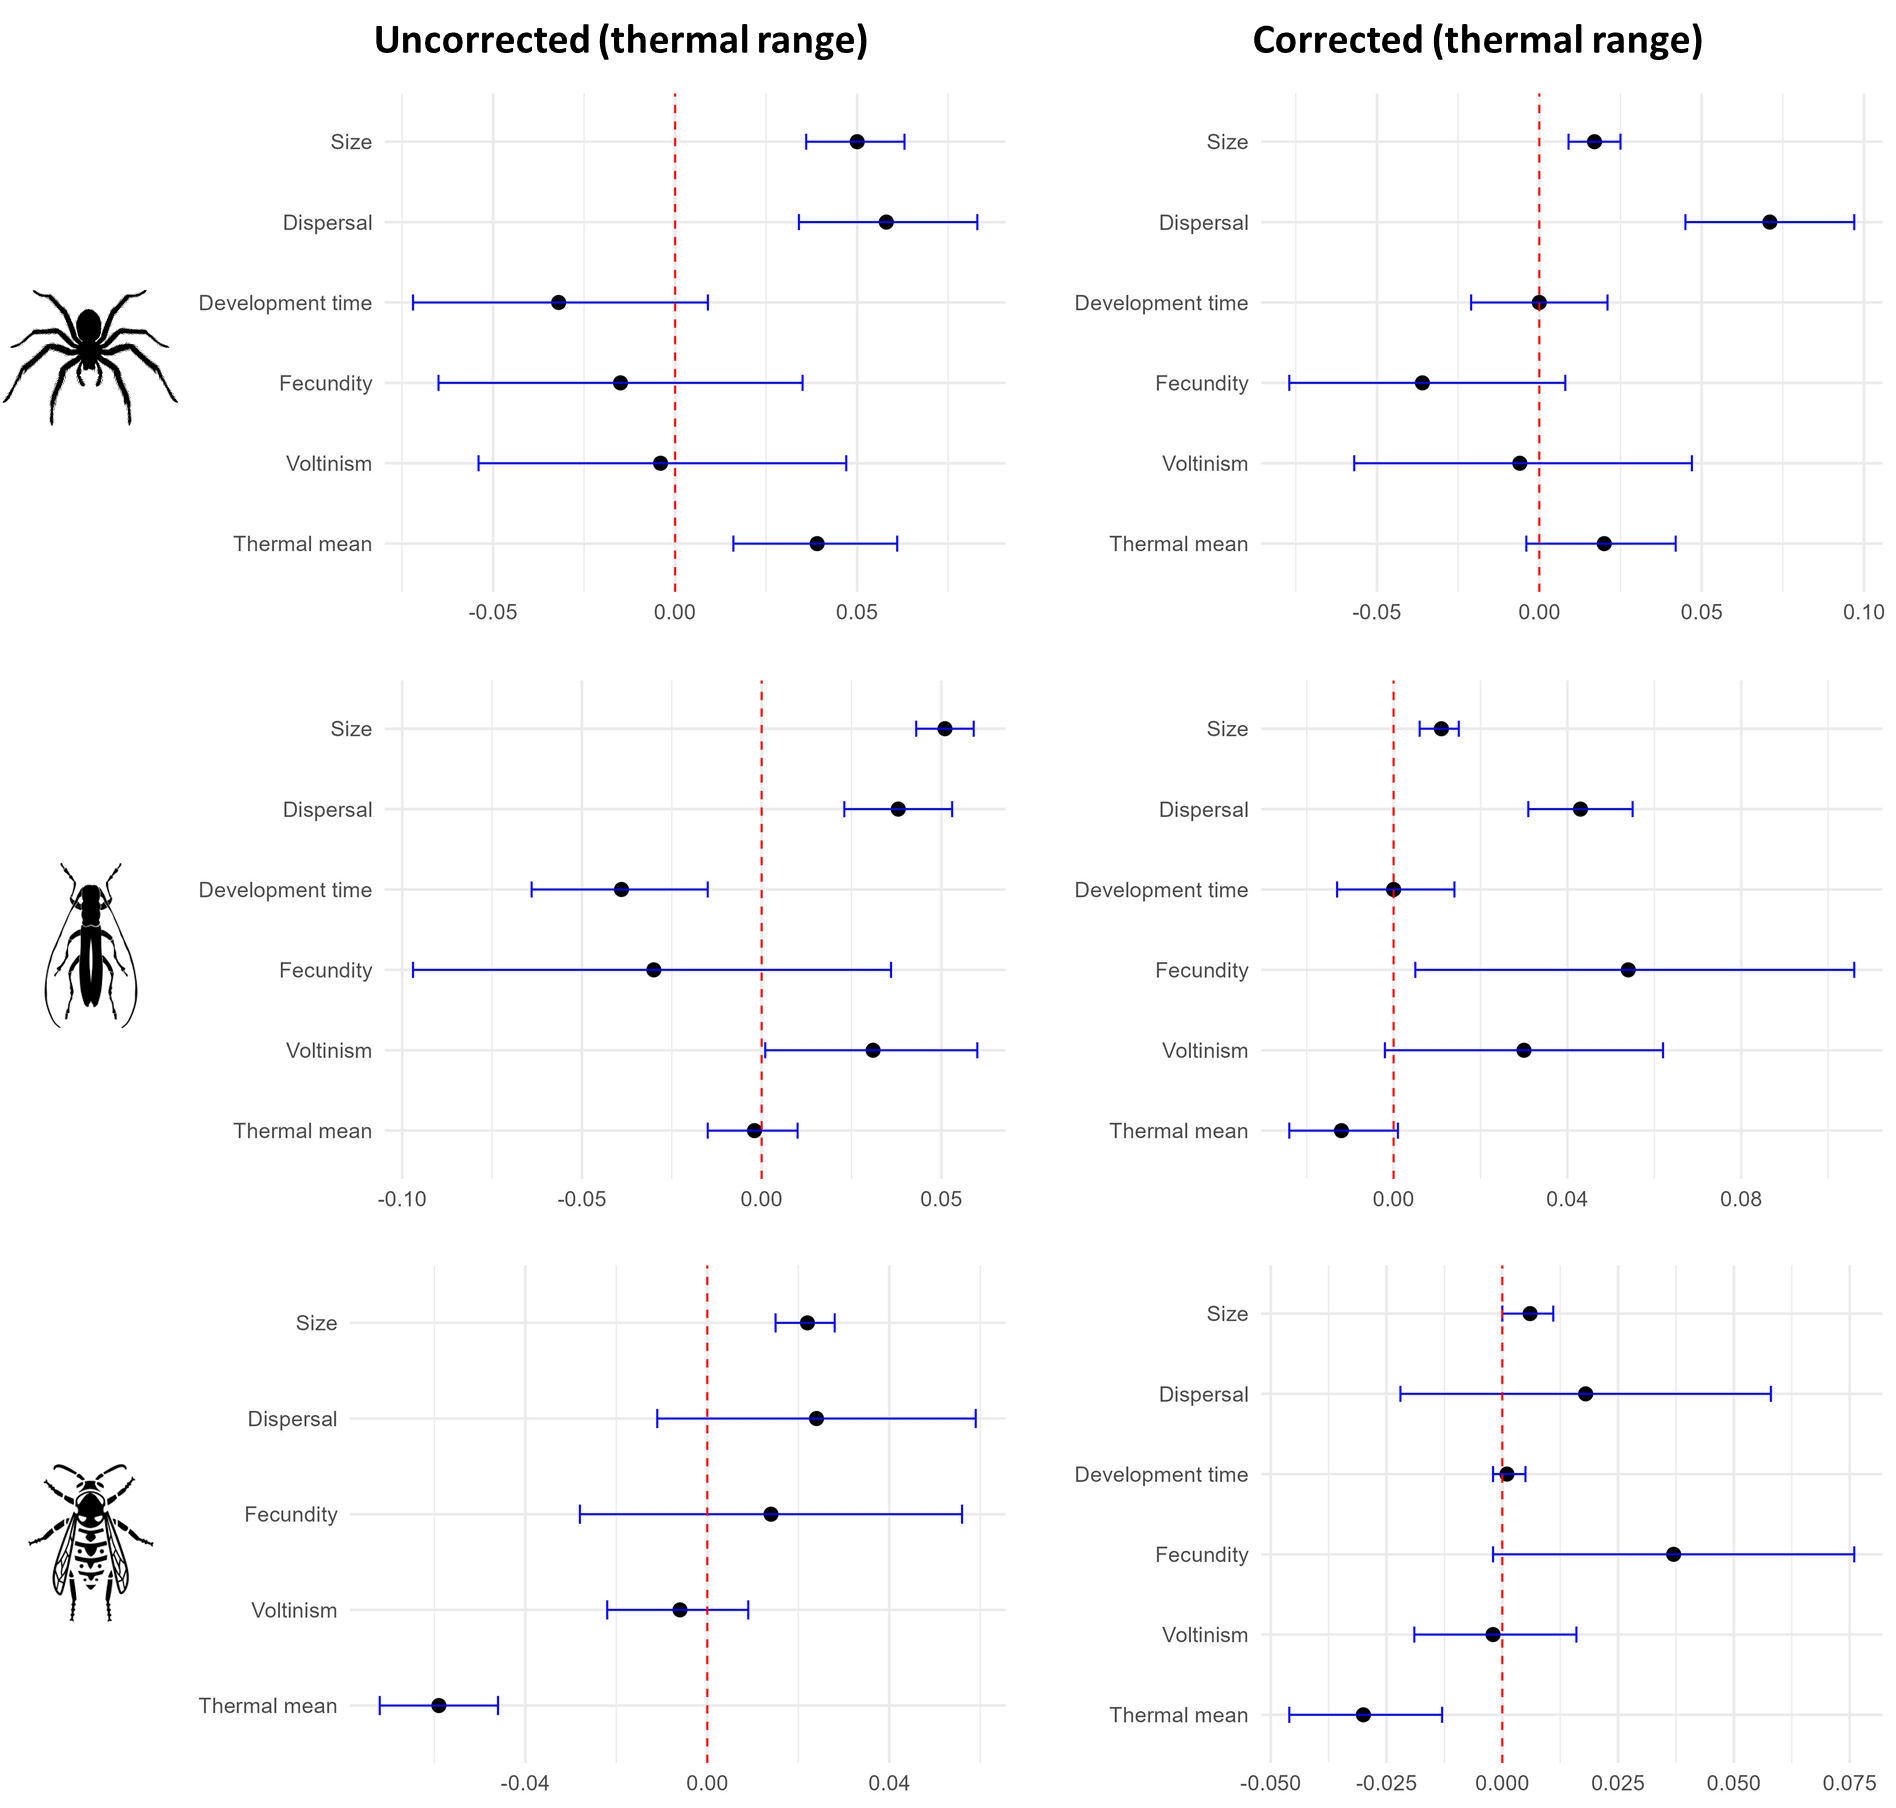 Uncorrected (thermal range)
Corrected (thermal range)
Size
Dispersal
Development time
Fecundity
Voltinism
Thermal mean
-0.05 0.00 0.05
Size
Dispersal
Development time
Fecundity
Voltinism
Thermal mean
-0.05 0.00 0.05 0.10
Size
Dispersal
Development time
Fecundity
Voltinism
Thermal mean
-0.10 -0.05 0.00 0.05
Size
Dispersal
Development time
Fecundity
Voltinism
Thermal mean
0.00 0.04 0.08
Size
Dispersal
Fecundity
Voltinism
Thermal mean
-0.04 0.00 0.04
Size
Dispersal
Development time
Fecundity
Voltinism
Thermal mean
-0.050 -0.025 0.000 0.025 0.050 0.075